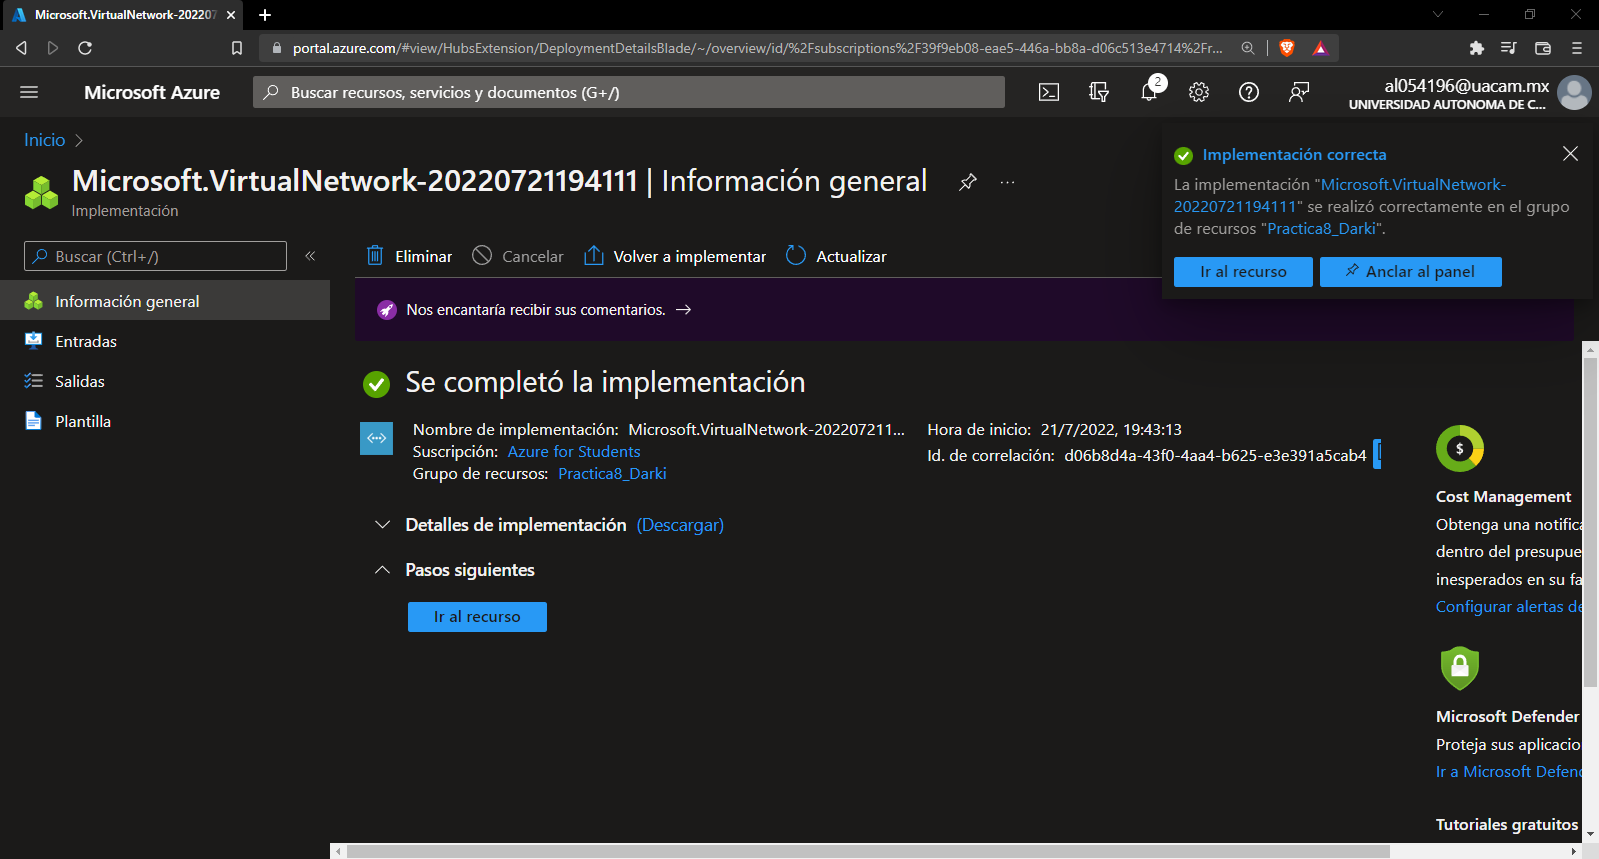 Microsoft.VirtualNetwork-20220
portal.azure.com/#view/HubsExtension/DeploymentDetailsBlade/~/overview/id/%2Fsubscriptions%2F39f9eb08-eae5-446a-bb8a-d06c513e4714%2Fr...
Microsoft Azure
Buscar recursos, servicios y documentos (G+/)
2
al054196@uacam.mx
UNIVERSIDAD AUTONOMA DE C...
Inicio
Microsoft.VirtualNetwork-20220721194111 | Información general
...
Implementación
Implementación correcta
La implementación "Microsoft.VirtualNetwork-
20220721194111" se realizó correctamente en el grupo
de recursos "Practica8_Darki".
Ir al recurso
Anclar al panel
Buscar (Ctrl+/)
«
Eliminar
Cancelar
Volver a implementar
Actualizar
Información general
Entradas
Salidas
Plantilla
Nos encantaría recibir sus comentarios. →
Se completó la implementación
Nombre de implementación: Microsoft.VirtualNetwork-202207211...
Suscripción: Azure for Students
Grupo de recursos: Practica8_Darki
Hora de inicio: 21/7/2022, 19:43:13
Id. de correlación: d06b8d4a-43f0-4aa4-b625-e3e391a5cab4
Detalles de implementación (Descargar)
Pasos siguientes
Ir al recurso
$
Cost Management
Obtenga una notifica
dentro del presupue
inesperados en su fa
Configurar alertas de
Microsoft Defender
Proteja sus aplicacio
Ir a Microsoft Defend
Tutoriales gratuitos